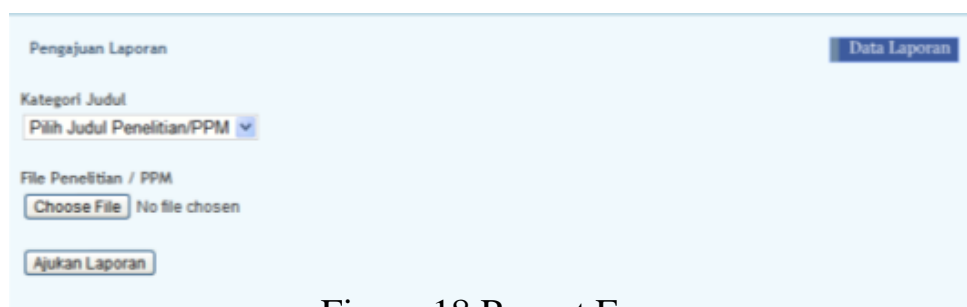 Pengajuan Laporan
Data Laporan
Kategori Judul
Pilih Judul Penelitian/PPM
File Penelitian / PPM
Choose File No file chosen
Ajukan Laporan
Figure 18